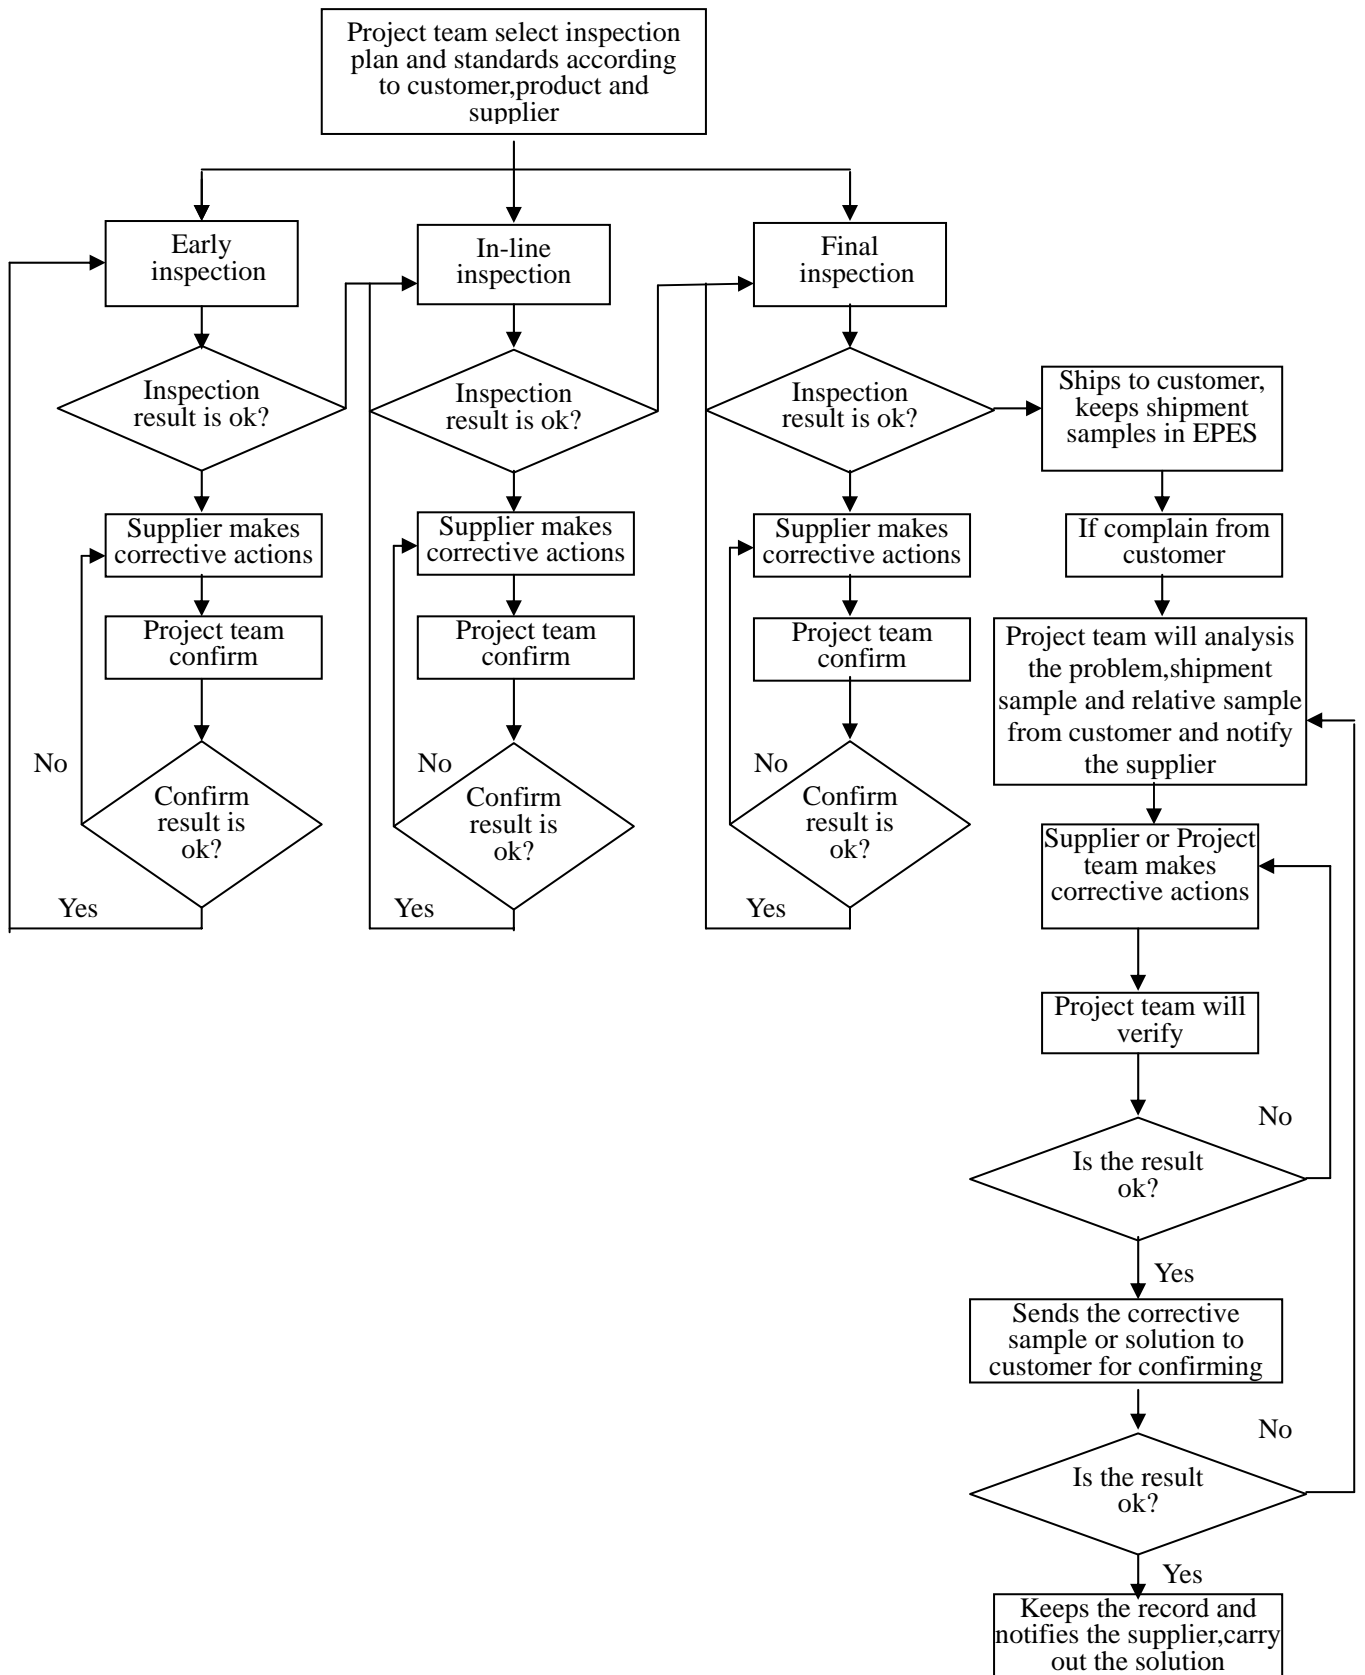 Project team select inspection
plan and standards according
to customer,product and
supplier
Early
inspection
In-line
inspection
Final
inspection
Inspection
result is ok?
Inspection
result is ok?
Inspection
result is ok?
Ships to customer,
keeps shipment
samples in EPES
Supplier makes
corrective actions
Supplier makes
corrective actions
Supplier makes
corrective actions
If complain from
customer
Project team
confirm
Project team
confirm
Project team
confirm
Project team will analysis
the problem,shipment
sample and relative sample
from customer and notify
the supplier
No
Confirm
result is
ok?
Yes
No
Confirm
result is
ok?
Yes
No
Confirm
result is
ok?
Yes
Supplier or Project
team makes
corrective actions
Project team will
verify
No
Is the result
ok?
Yes
Sends the corrective
sample or solution to
customer for confirming
No
Is the result
ok?
Yes
Keeps the record and
notifies the supplier,carry
out the solution